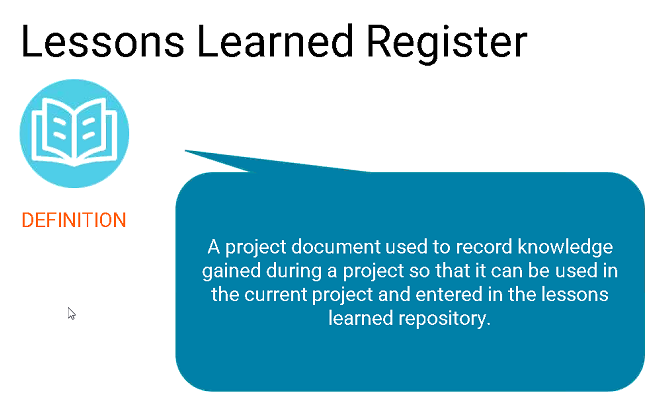 Lessons Learned Register
DEFINITION
A project document used to record knowledge
gained during a project so that it can be used in
the current project and entered in the lessons
learned repository.